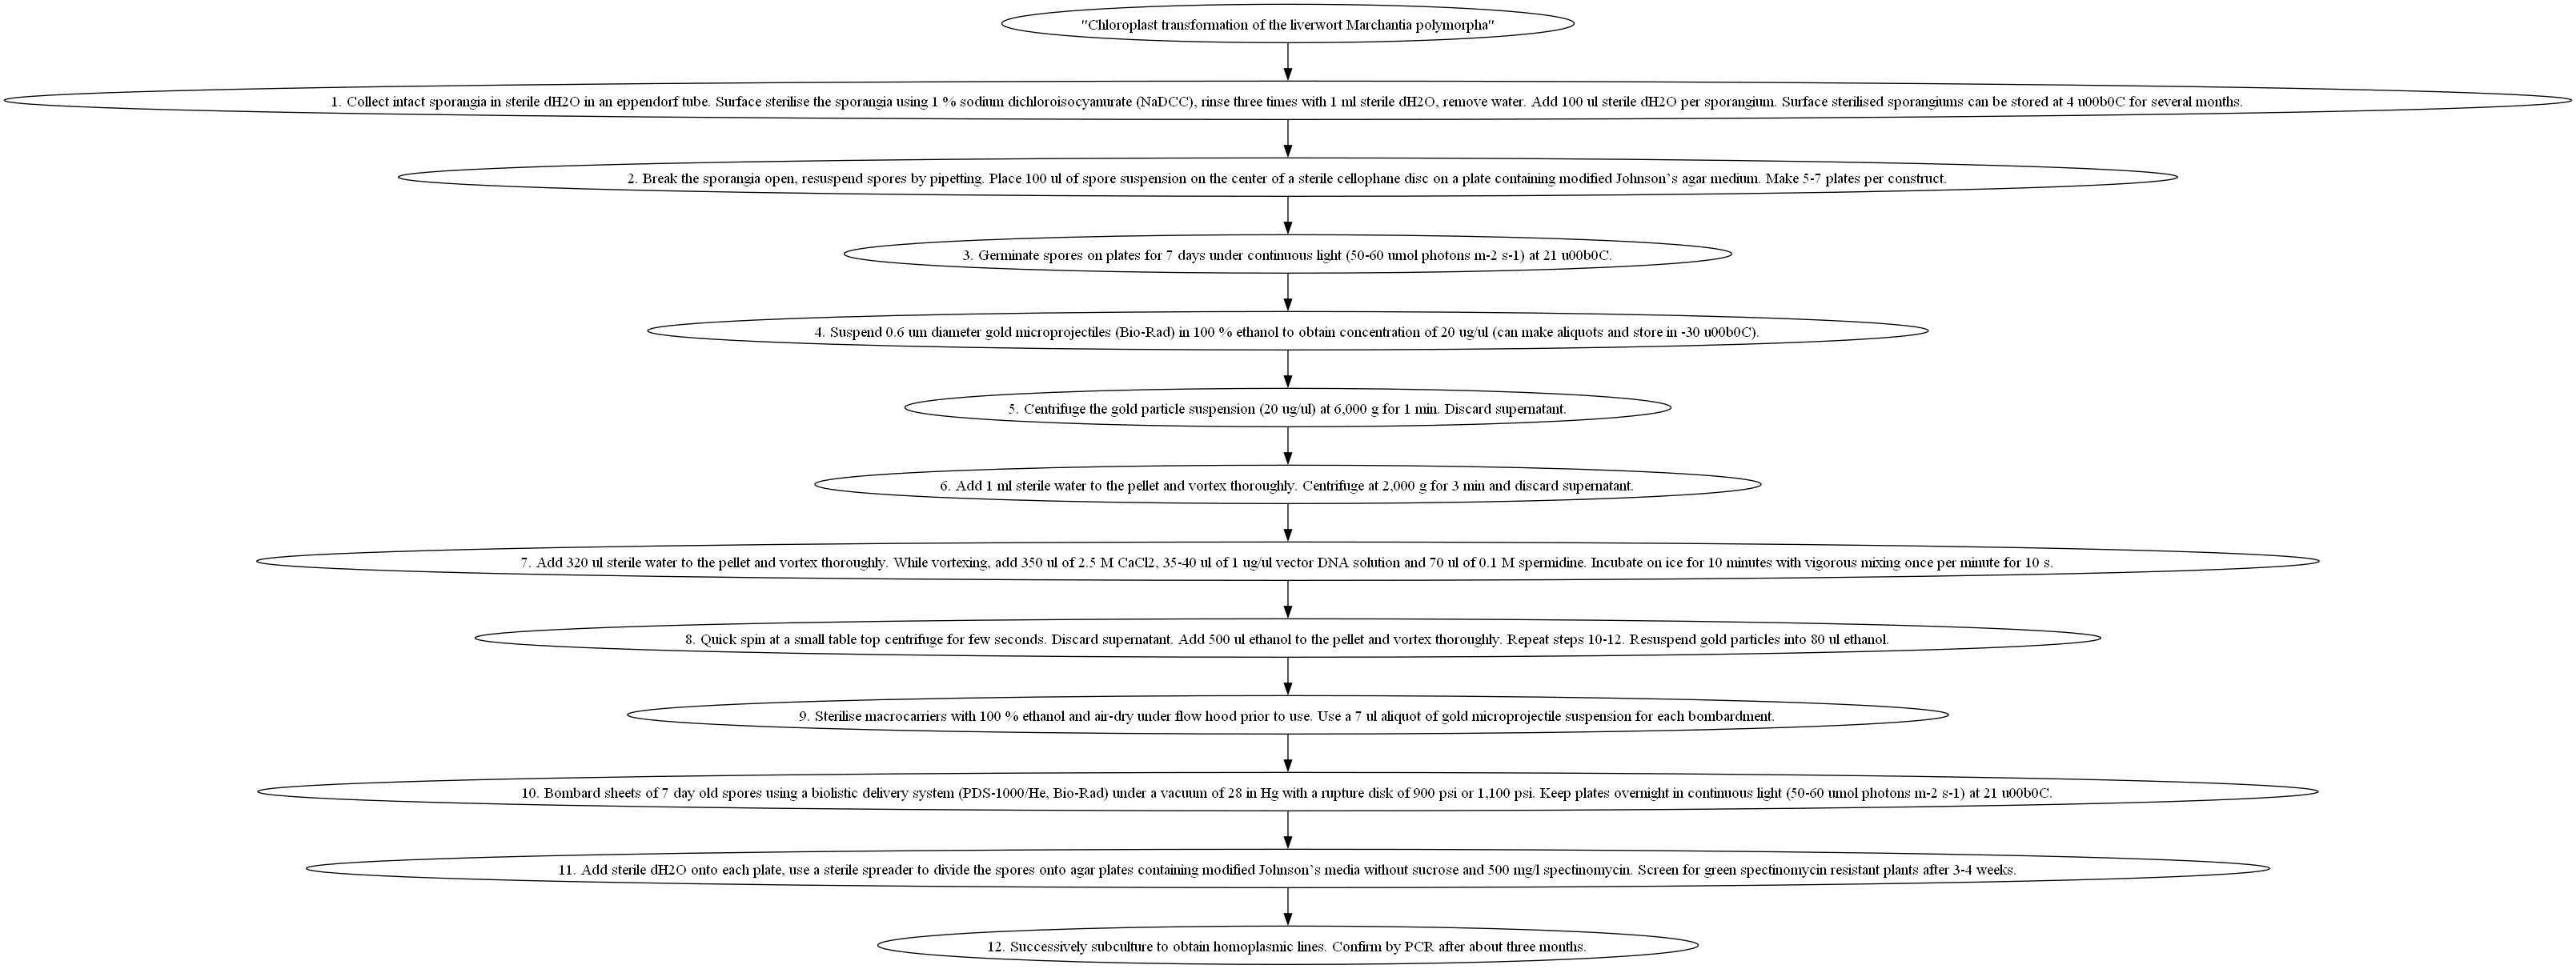 "Chloroplast transformation of the liverwort Marchantia polymorpha"
1. Collect intact sporangia in sterile dH2O in an eppendorf tube. Surface sterilise the sporangia using 1 % sodium dichloroisocyanurate (NaDCC), rinse three times with 1 ml sterile dH2O, remove water. Add 100 ul sterile dH2O per sporangium. Surface sterilised sporangiums can be stored at 4 u00b0C for several months.
2. Break the sporangia open, resuspend spores by pipetting. Place 100 ul of spore suspension on the center of a sterile cellophane disc on a plate containing modified Johnson's agar medium. Make 5-7 plates per construct.
3. Germinate spores on plates for 7 days under continuous light (50-60 umol photons m-2 s-1) at 21 u00b0C.
4. Suspend 0.6 um diameter gold microprojectiles (Bio-Rad) in 100 % ethanol to obtain concentration of 20 ug/ul (can make aliquots and store in -30 u00b0C).
5. Centrifuge the gold particle suspension (20 ug/ul) at 6,000 g for 1 min. Discard supernatant.
6. Add 1 ml sterile water to the pellet and vortex thoroughly. Centrifuge at 2,000 g for 3 min and discard supernatant.
7. Add 320 ul sterile water to the pellet and vortex thoroughly. While vortexing, add 350 ul of 2.5 M CaCl2, 35-40 ul of 1 ug/ul vector DNA solution and 70 ul of 0.1 M spermidine. Incubate on ice for 10 minutes with vigorous mixing once per minute for 10 s.
8. Quick spin at a small table top centrifuge for few seconds. Discard supernatant. Add 500 ul ethanol to the pellet and vortex thoroughly. Repeat steps 10-12. Resuspend gold particles into 80 ul ethanol.
9. Sterilise macrocarriers with 100 % ethanol and air-dry under flow hood prior to use. Use a 7 ul aliquot of gold microprojectile suspension for each bombardment.
10. Bombard sheets of 7 day old spores using a biolistic delivery system (PDS-1000/He, Bio-Rad) under a vacuum of 28 in Hg with a rupture disk of 900 psi or 1,100 psi. Keep plates overnight in continuous light (50-60 umol photons m-2 s-1) at 21 u00b0C.
11. Add sterile dH2O onto each plate, use a sterile spreader to divide the spores onto agar plates containing modified Johnson's media without sucrose and 500 mg/l spectinomycin. Screen for green spectinomycin resistant plants after 3-4 weeks.
12. Successively subculture to obtain homoplasmic lines. Confirm by PCR after about three months.